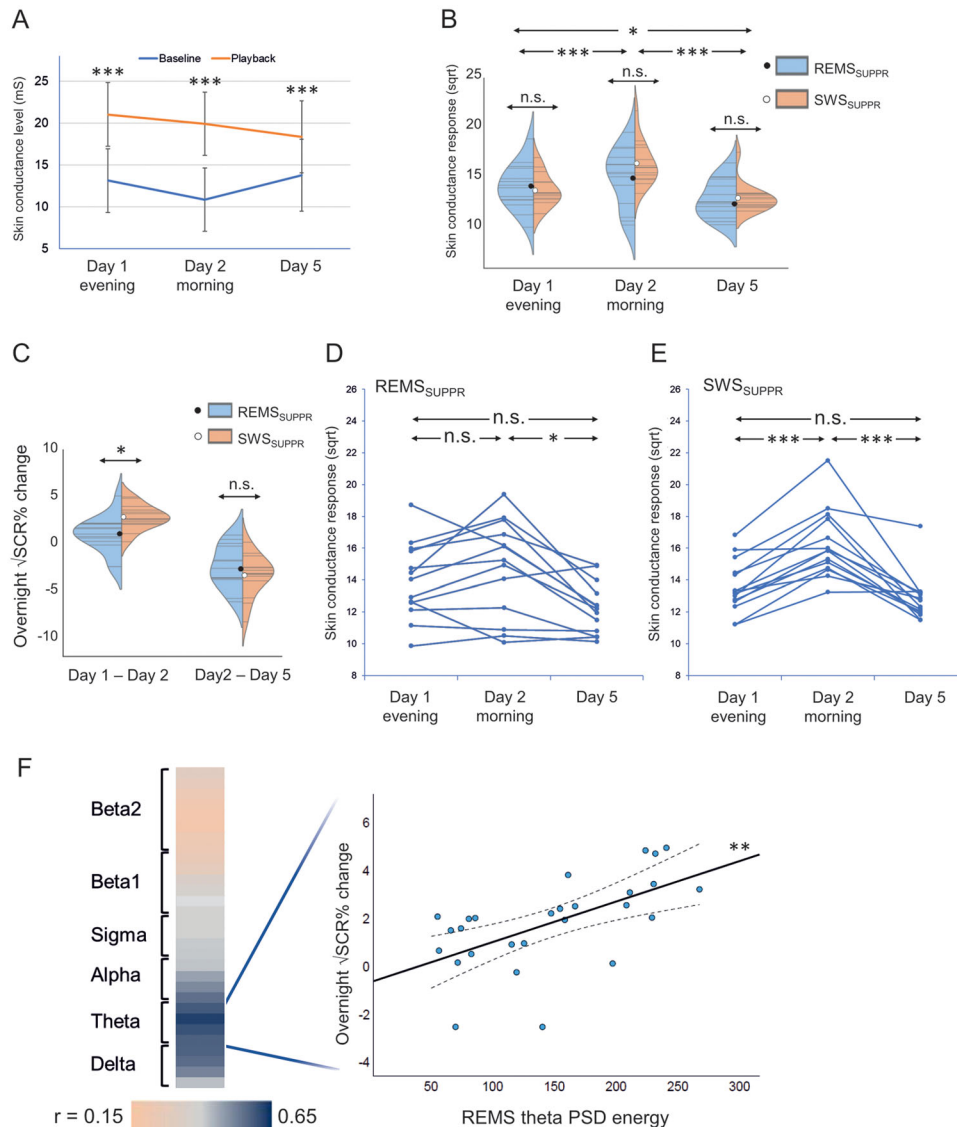 A
Baseline
Playback
***
***
***
Skin conductance level (mS)
25
20
15
10
5
Day 1
evening
Day 2
morning
Day 5
B
*
***
***
n.s.
n.s.
n.s.
REMS_SUPPR
SWS_SUPPR
Skin conductance response (sqrt)
25
20
15
10
Day 1
evening
Day 2
morning
Day 5
C
REMS_SUPPR
SWS_SUPPR
*
n.s.
Overnight √SCR% change
10
5
0
-5
-10
Day 1 – Day 2
Day2 – Day 5
D
REMS_SUPPR
n.s.
n.s.
*
Skin conductance response (sqrt)
26
24
22
20
18
16
14
12
10
8
Day 1
evening
Day 2
morning
Day 5
E
SWS_SUPPR
n.s.
***
***
Skin conductance response (sqrt)
26
24
22
20
18
16
14
12
10
8
Day 1
evening
Day 2
morning
Day 5
F
Beta2
Beta1
Sigma
Alpha
Theta
Delta
r = 0.15
0.65
**
Overnight √SCR% change
6
4
2
0
-2
-4
50
100
150
200
250
300
REMS theta PSD energy